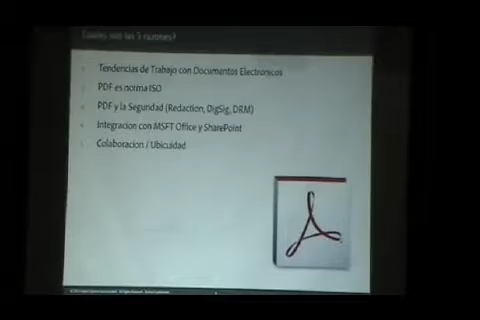 Cuales son las 5 razones?
Tendencias de Trabajo con Documentos Electronicos
PDF es norma ISO
PDF y la Seguridad (Redaction, DigSig, DRM)
Integracion con MSFT Office y SharePoint
Colaboracion / Ubicuidad